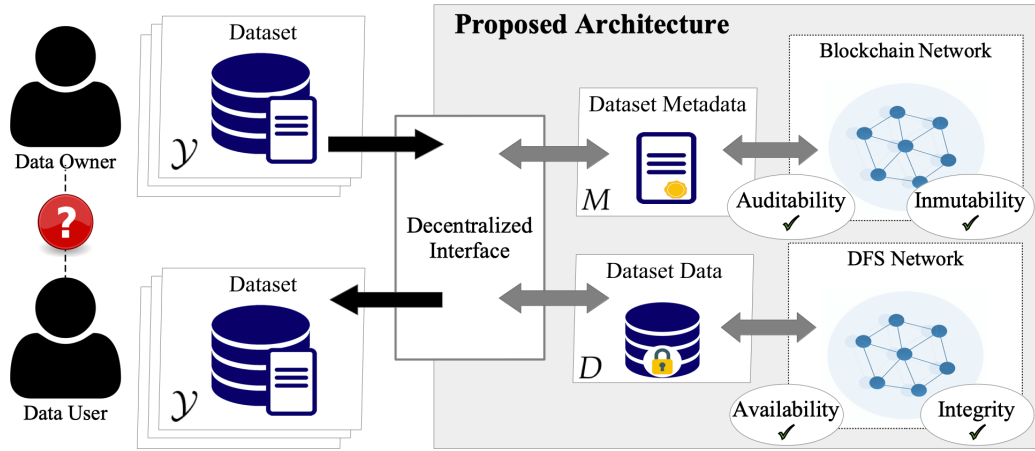 Proposed Architecture
Dataset
𝒴
Data Owner
?
Dataset
𝒴
Data User
Decentralized
Interface
Dataset Metadata
M
Blockchain Network
Auditability
Inmutability
Dataset Data
D
DFS Network
Availability
Integrity